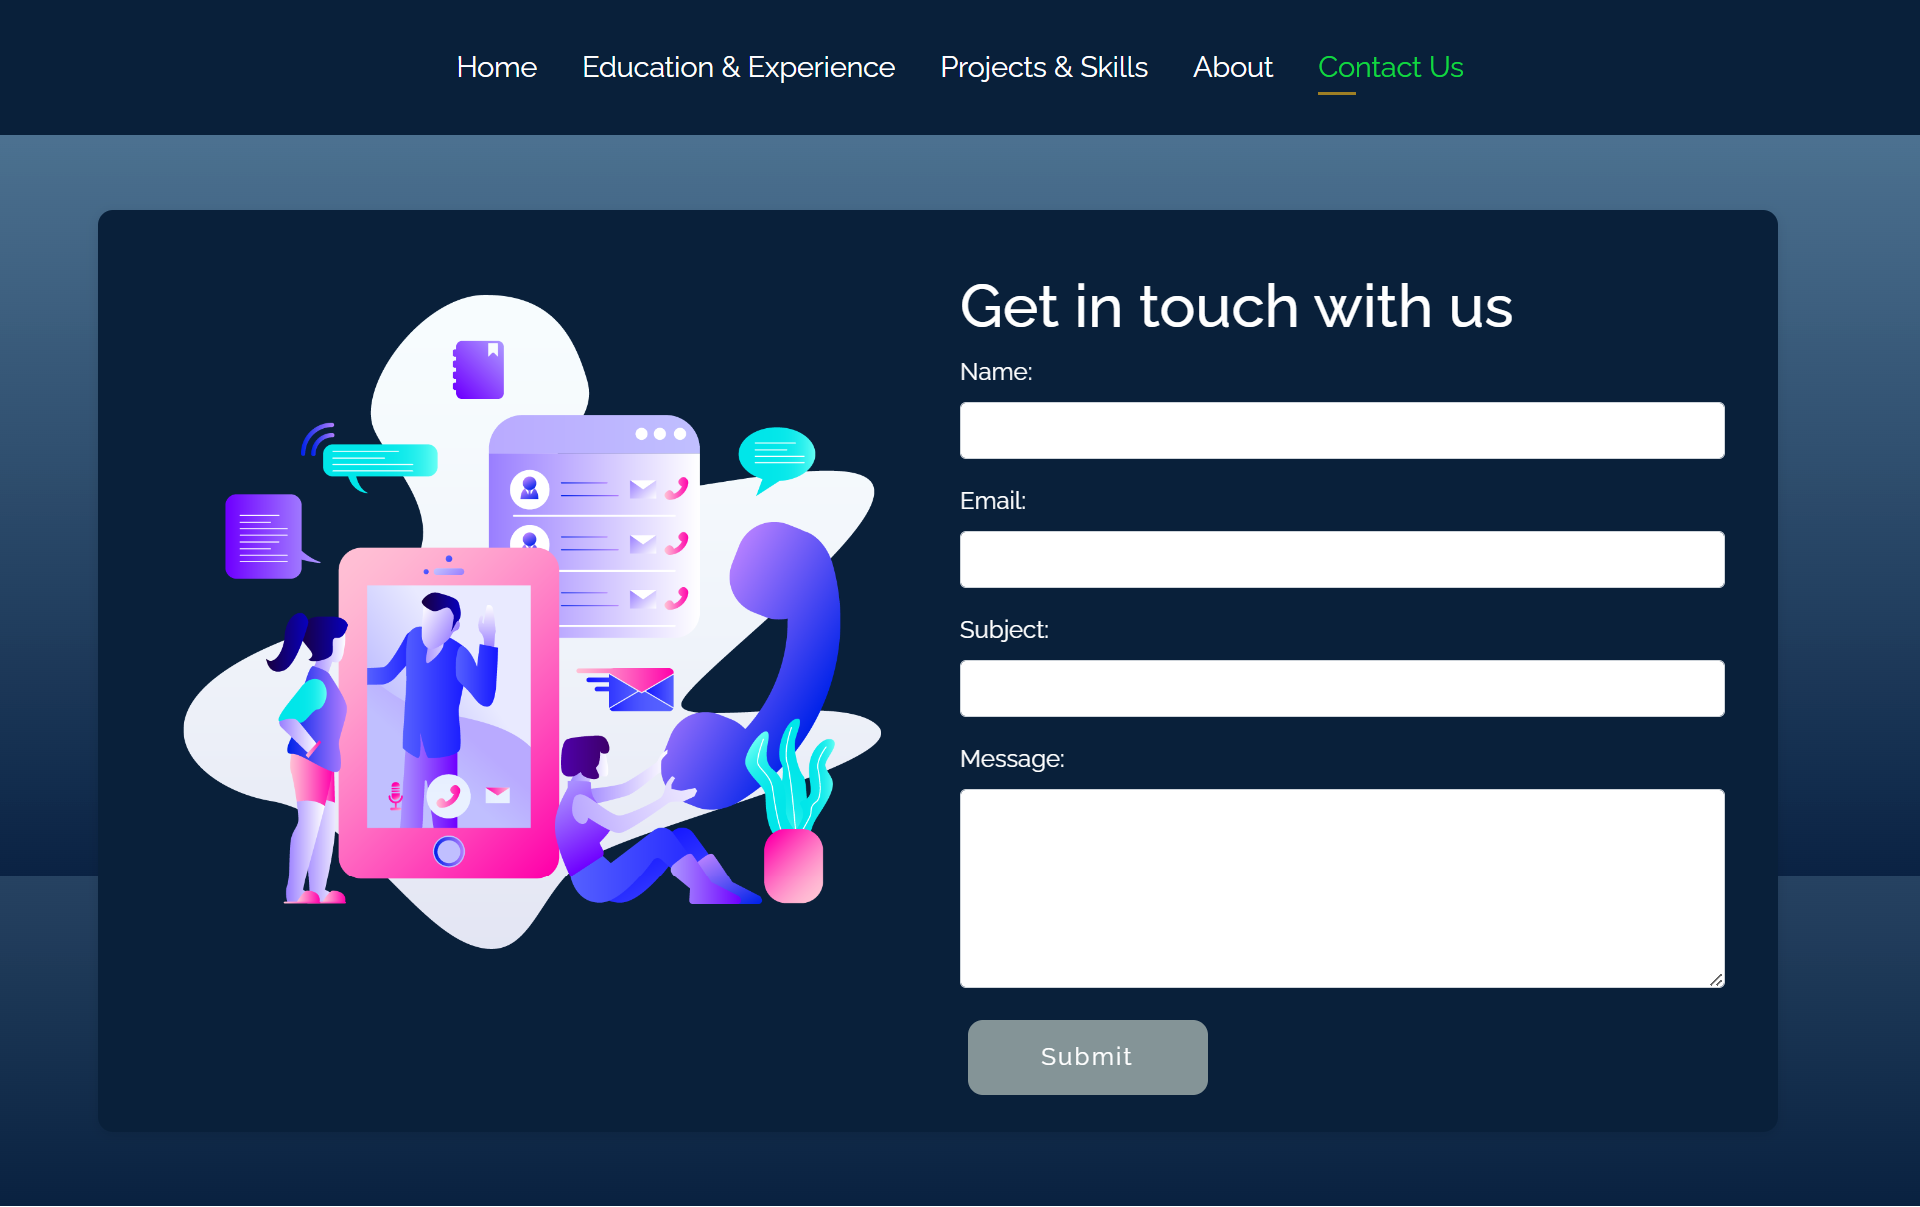 Home Education & Experience Projects & Skills About Contact Us
Get in touch with us
Name:
Email:
Subject:
Message:
Submit